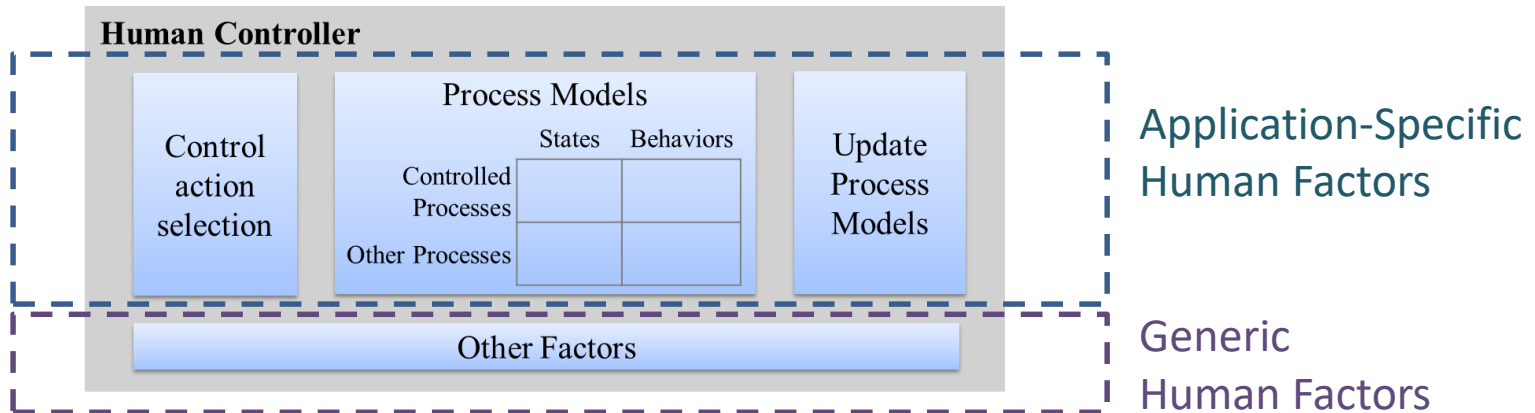 Human Controller
Control
action
selection
Process Models
States Behaviors
Controlled
Processes
Other Processes
Update
Process
Models
Application-Specific
Human Factors
Other Factors
Generic
Human Factors